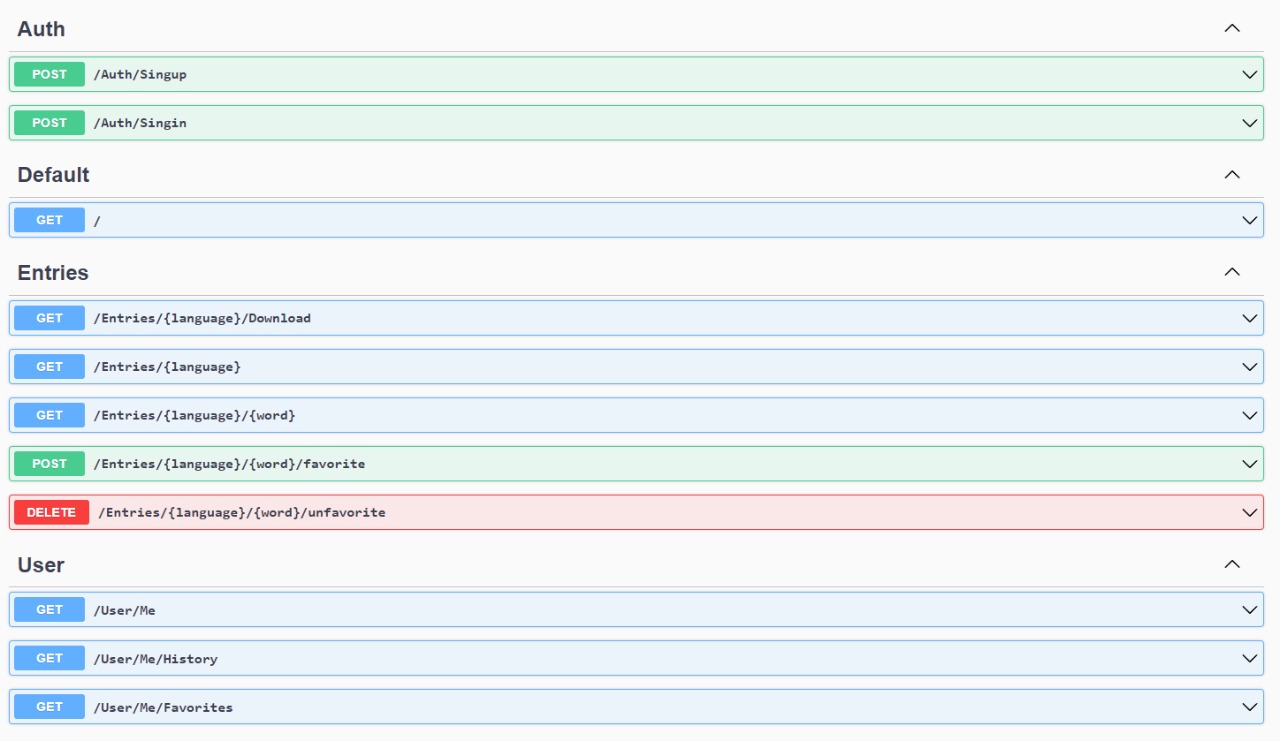 Auth
POST /Auth/Singup
POST /Auth/Singin
Default
GET /
Entries
GET /Entries/{language}/Download
GET /Entries/{language}
GET /Entries/{language}/{word}
POST /Entries/{language}/{word}/favorite
DELETE /Entries/{language}/{word}/unfavorite
User
GET /User/Me
GET /User/Me/History
GET /User/Me/Favorites